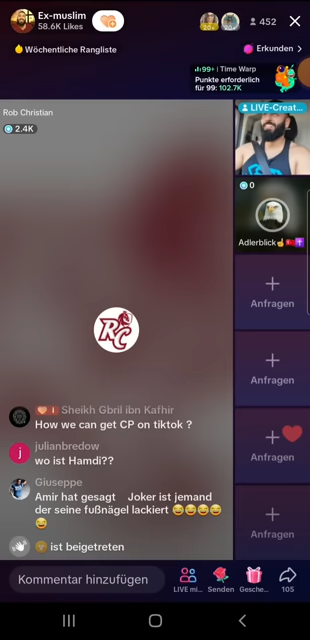 Ex-muslim
58.6K Likes
452
Wöchentliche Rangliste
Erkunden >
99+ | Time Warp
Punkte erforderlich
für 99: 102.7K
Rob Christian
2.4K
LIVE-Creat...
RC
0
Adlerblick
Anfragen
Anfragen
Anfragen
Anfragen
Anfragen
Sheikh Gbril ibn Kafhir
How we can get CP on tiktok ?
j
julianbredow
wo ist Hamdi??
Giuseppe
Amir hat gesagt Joker ist jemand
der seine fußnägel lackiert 😂😂😂😂
😂
ist beigetreten
Kommentar hinzufügen
LIVE mi...
Senden
Gesche...
105